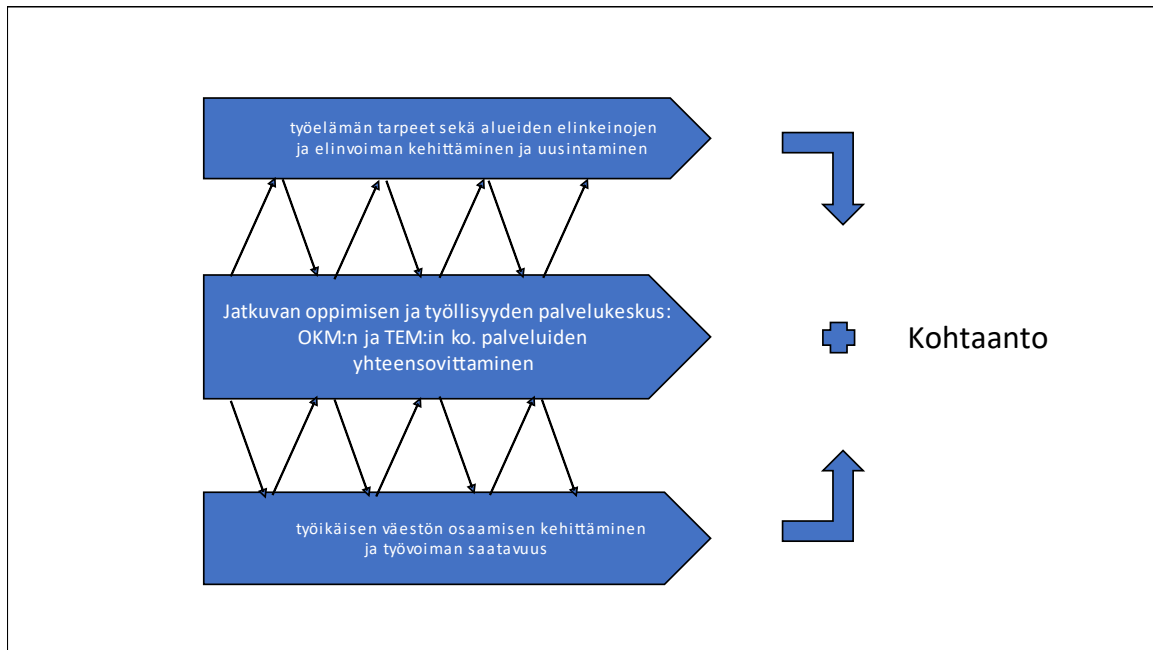 työelämän tarpeet sekä alueiden elinkeinojen
ja elinvoiman kehittäminen ja uusintaminen
Jatkuvan oppimisen ja työllisyyden palvelukeskus:
OKM:n ja TEM:in ko. palveluiden
yhteensovittaminen
Kohtaanto
työikäisen väestön osaamisen kehittäminen
ja työvoiman saatavuus